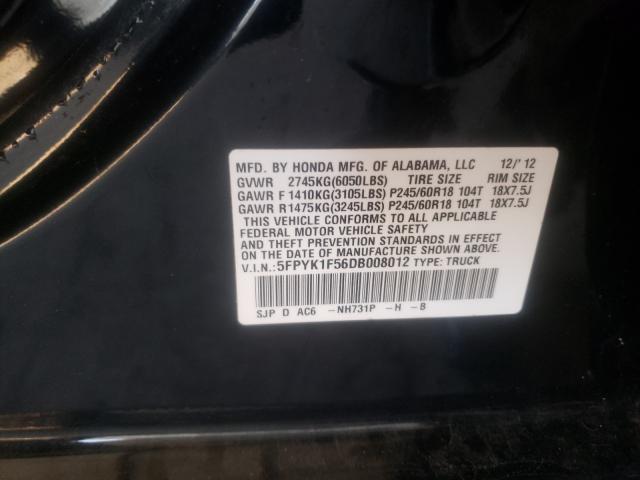 MFD. BY HONDA MFG. OF ALABAMA, LLC 12/'12
GVWR 2745KG(6050LBS) TIRE SIZE RIM SIZE
GAWR F 1410KG(3105LBS) P245/60R18 104T 18X7.5J
GAWR R1475KG(3245LBS) P245/60R18 104T 18X7.5J
THIS VEHICLE CONFORMS TO ALL APPLICABLE
FEDERAL MOTOR VEHICLE SAFETY
AND THEFT PREVENTION STANDARDS IN EFFECT
ON THE DATE OF MANUFACTURE SHOWN ABOVE.
V.I.N.: 5FPYK1F56DB008012 TYPE: TRUCK
SJP D AC6 -NH731P -H -B